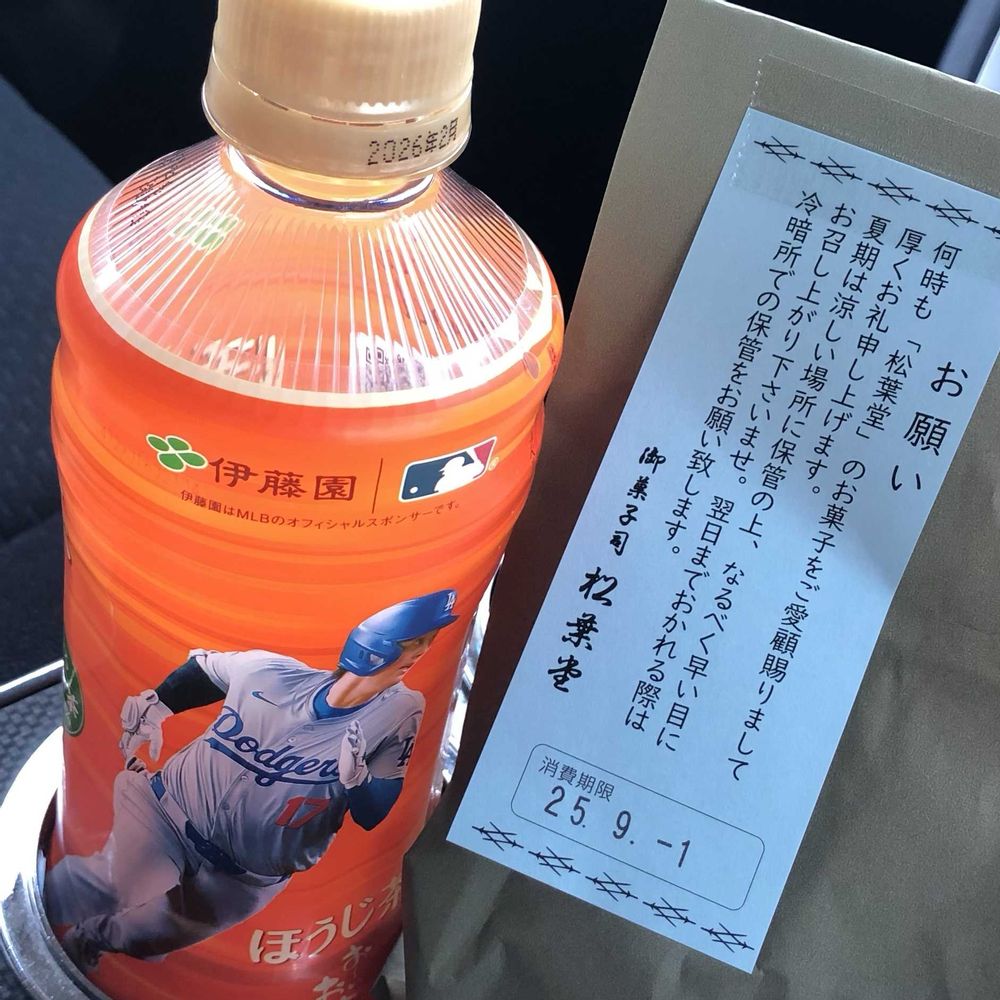 2026年2月
伊藤園
伊藤園はMLBのオフィシャルスポンサーです。
LA
Dodgers
17
LA
ほうじ茶
お願い
何時も「松葉堂」のお菓子をご愛顧賜りまして
厚くお礼申し上げます。
夏期は涼しい場所に保管の上、なるべく早い目に
お召し上がり下さいませ。翌日までおかれる際は
冷暗所での保管をお願い致します。
御菓子司 松葉堂
消費期限
25. 9. -1